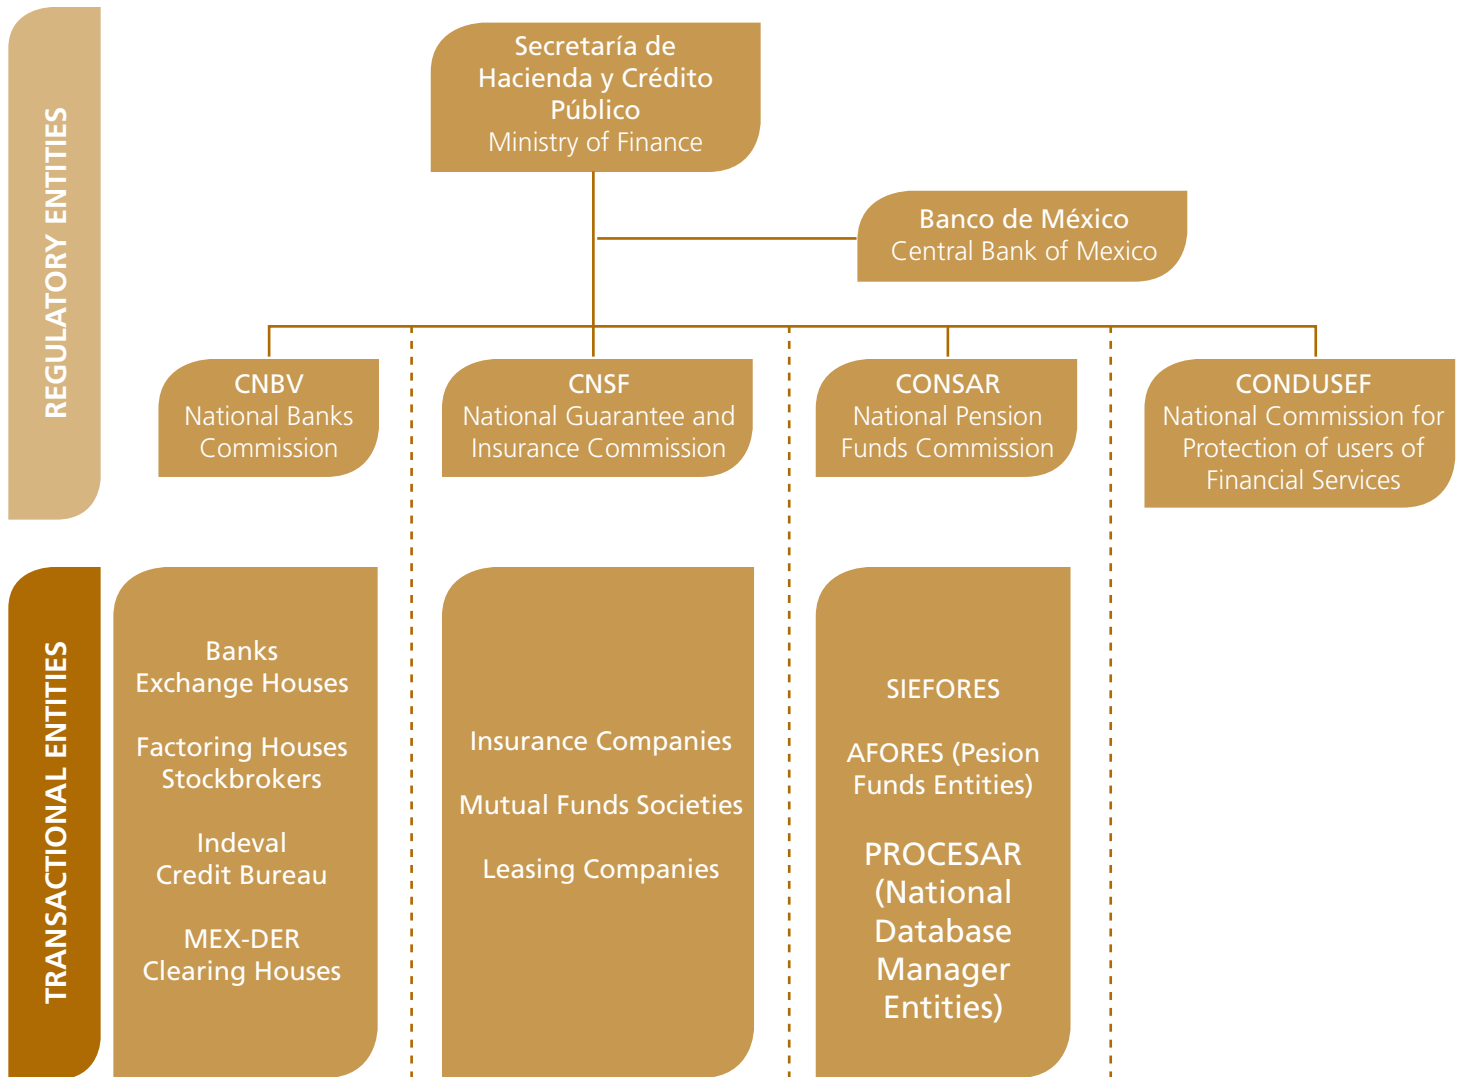 REGULATORY ENTITIES
Secretaría de
Hacienda y Crédito
Público
Ministry of Finance
Banco de México
Central Bank of Mexico
CNBV
National Banks
Commission
CNSF
National Guarantee and
Insurance Commission
CONSAR
National Pension
Funds Commission
CONDUSEF
National Commission for
Protection of users of
Financial Services
TRANSACTIONAL ENTITIES
Banks
Exchange Houses
Factoring Houses
Stockbrokers
Indeval
Credit Bureau
MEX-DER
Clearing Houses
Insurance Companies
Mutual Funds Societies
Leasing Companies
SIEFORES
AFORES (Pesion
Funds Entities)
PROCESAR
(National
Database
Manager
Entities)